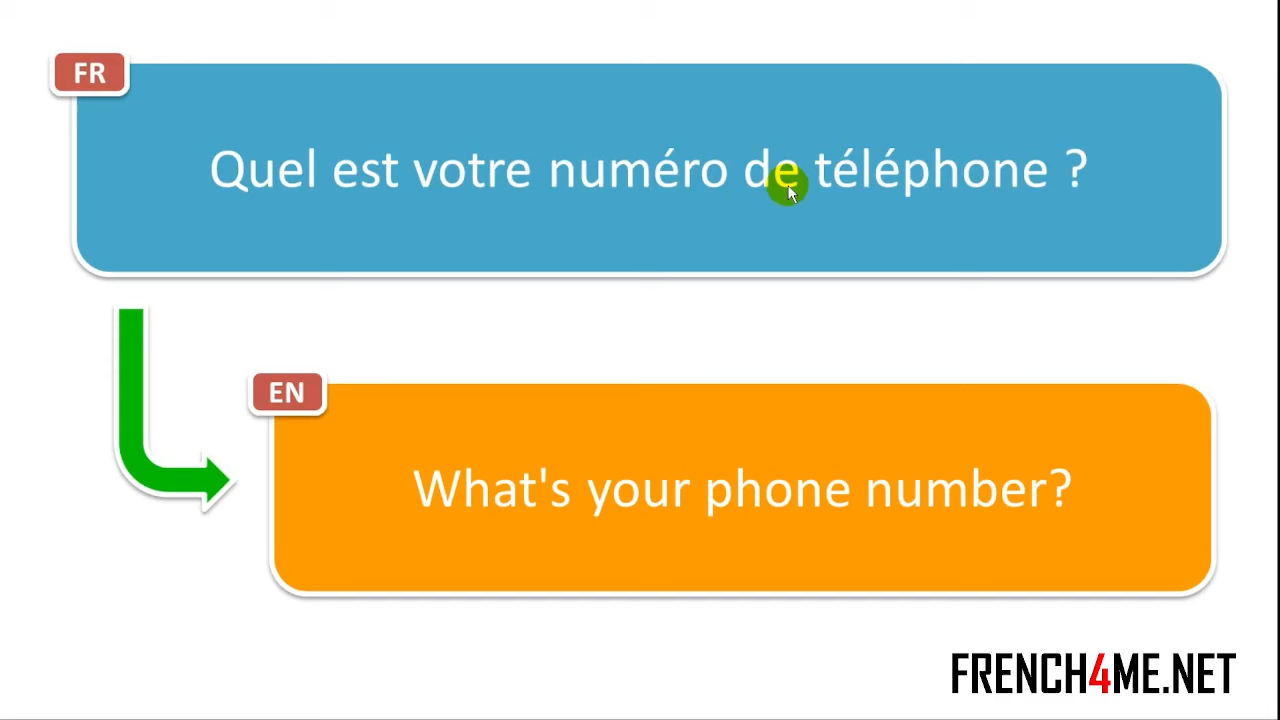 FR
Quel est votre numéro de téléphone ?
EN
What's your phone number?
FRENCH4ME.NET